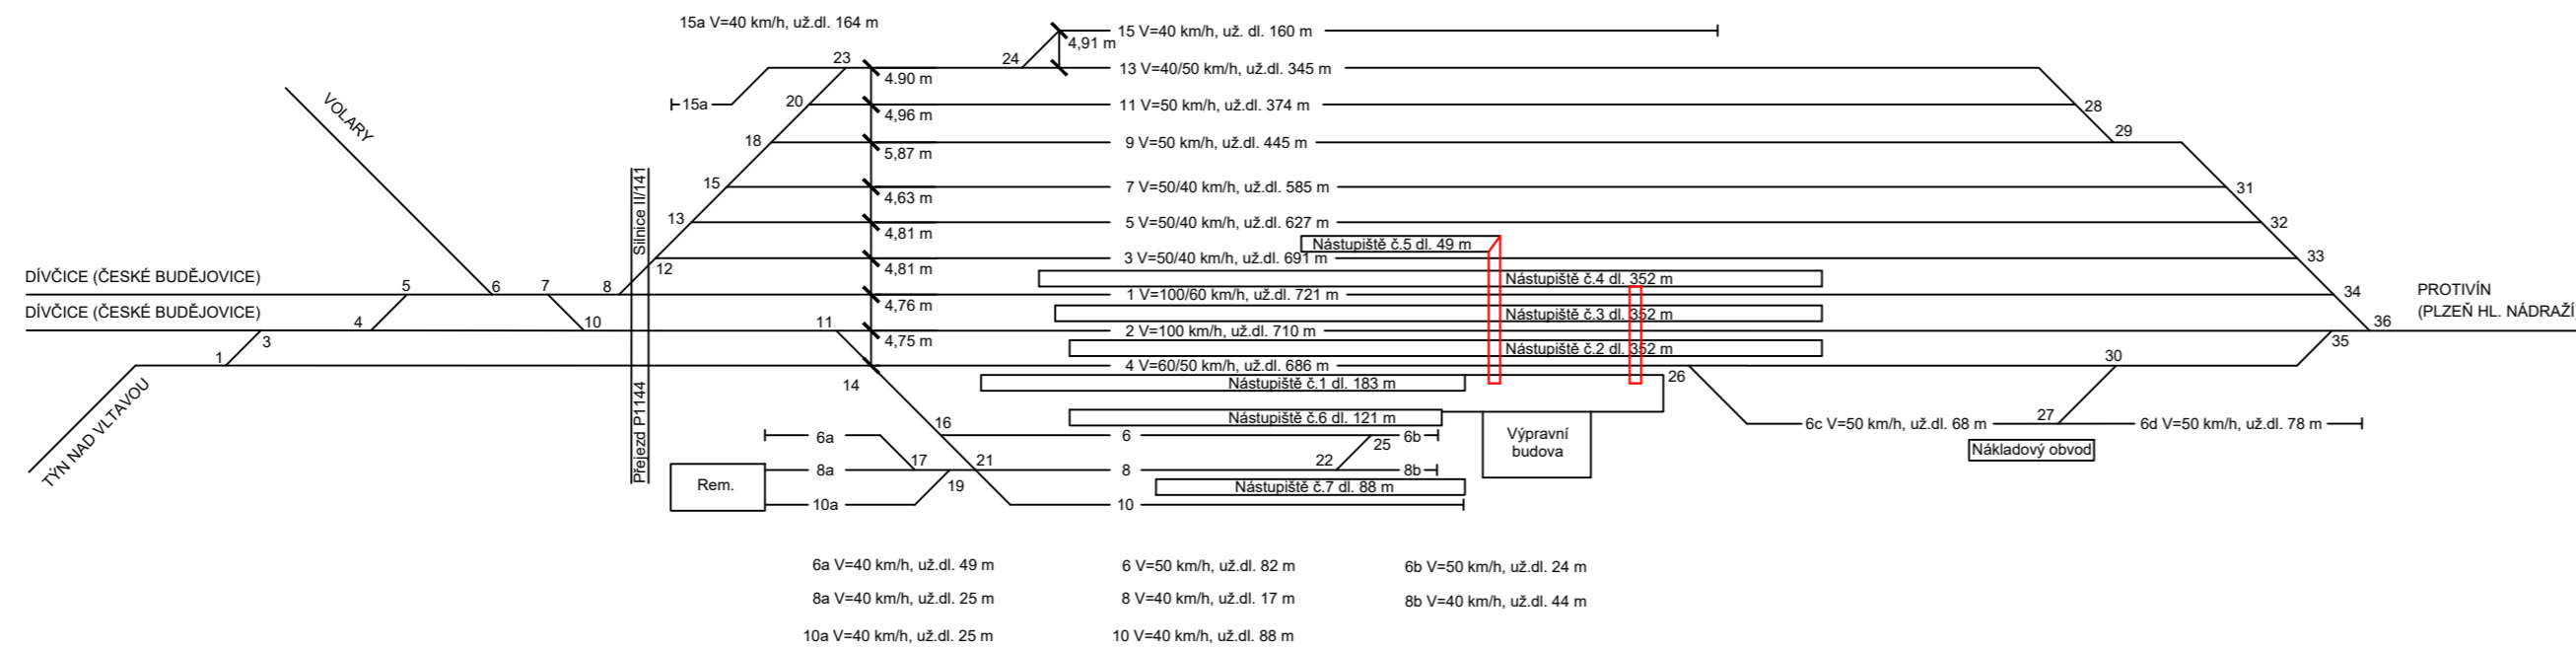 15a V=40 km/h, už.dl. 164 m
15 V=40 km/h, už. dl. 160 m
4,91 m
23
24
13 V=40/50 km/h, už.dl. 345 m
4.90 m
VOLARY
15a
20
11 V=50 km/h, už.dl. 374 m
28
4,96 m
18
9 V=50 km/h, už.dl. 445 m
29
5,87 m
Silnice II/141
15
7 V=50/40 km/h, už.dl. 585 m
31
4,63 m
13
5 V=50/40 km/h, už.dl. 627 m
32
4,81 m
Nástupiště č.5 dl. 49 m
12
3 V=50/40 km/h, už.dl. 691 m
33
4,81 m
DÍVČICE (ČESKÉ BUDĚJOVICE)
Nástupiště č.4 dl. 352 m
5
6
7
8
1 V=100/60 km/h, už.dl. 721 m
34
PROTIVÍN
(PLZEŇ HL. NÁDRAŽÍ)
4,76 m
DÍVČICE (ČESKÉ BUDĚJOVICE)
Nástupiště č.3 dl. 352 m
4
10
11
2 V=100 km/h, už.dl. 710 m
36
3
4,75 m
Nástupiště č.2 dl. 352 m
35
1
4 V=60/50 km/h, už.dl. 686 m
30
TÝN NAD VLTAVOU
Přejezd P1144
14
Nástupiště č.1 dl. 183 m
26
16
Nástupiště č.6 dl. 121 m
27
6c V=50 km/h, už.dl. 68 m
6d V=50 km/h, už.dl. 78 m
6a
6
6b
25
Výpravní
budova
Nákladový obvod
17
21
22
8a
8
8b
Rem.
19
Nástupiště č.7 dl. 88 m
10a
10
6a V=40 km/h, už.dl. 49 m
6 V=50 km/h, už.dl. 82 m
6b V=50 km/h, už.dl. 24 m
8a V=40 km/h, už.dl. 25 m
8 V=40 km/h, už.dl. 17 m
8b V=40 km/h, už.dl. 44 m
10a V=40 km/h, už.dl. 25 m
10 V=40 km/h, už.dl. 88 m